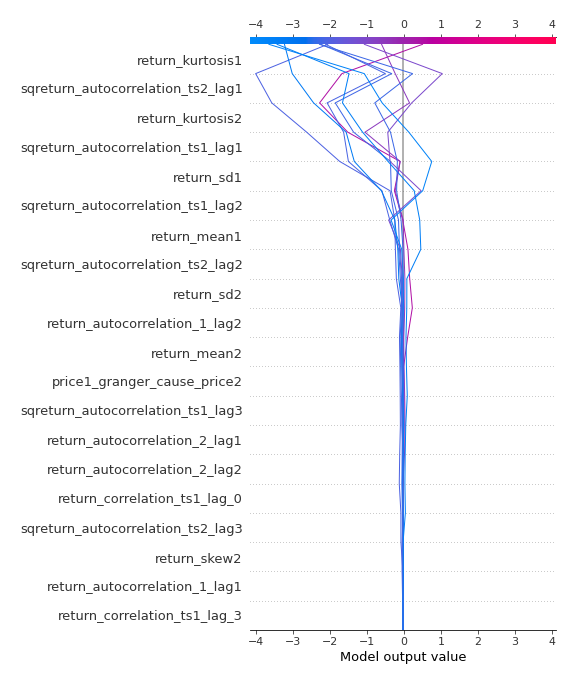 −4 −3 −2 −1 0 1 2 3 4
return_kurtosis1
sqreturn_autocorrelation_ts2_lag1
return_kurtosis2
sqreturn_autocorrelation_ts1_lag1
return_sd1
sqreturn_autocorrelation_ts1_lag2
return_mean1
sqreturn_autocorrelation_ts2_lag2
return_sd2
return_autocorrelation_1_lag2
return_mean2
price1_granger_cause_price2
sqreturn_autocorrelation_ts1_lag3
return_autocorrelation_2_lag1
return_autocorrelation_2_lag2
return_correlation_ts1_lag_0
sqreturn_autocorrelation_ts2_lag3
return_skew2
return_autocorrelation_1_lag1
return_correlation_ts1_lag_3
−4 −3 −2 −1 0 1 2 3 4
Model output value